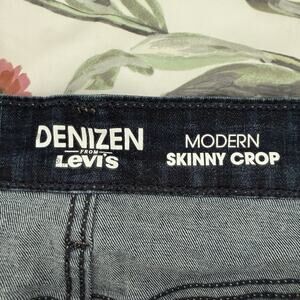 DENIZEN
FROM
Levi's
MODERN
SKINNY CROP